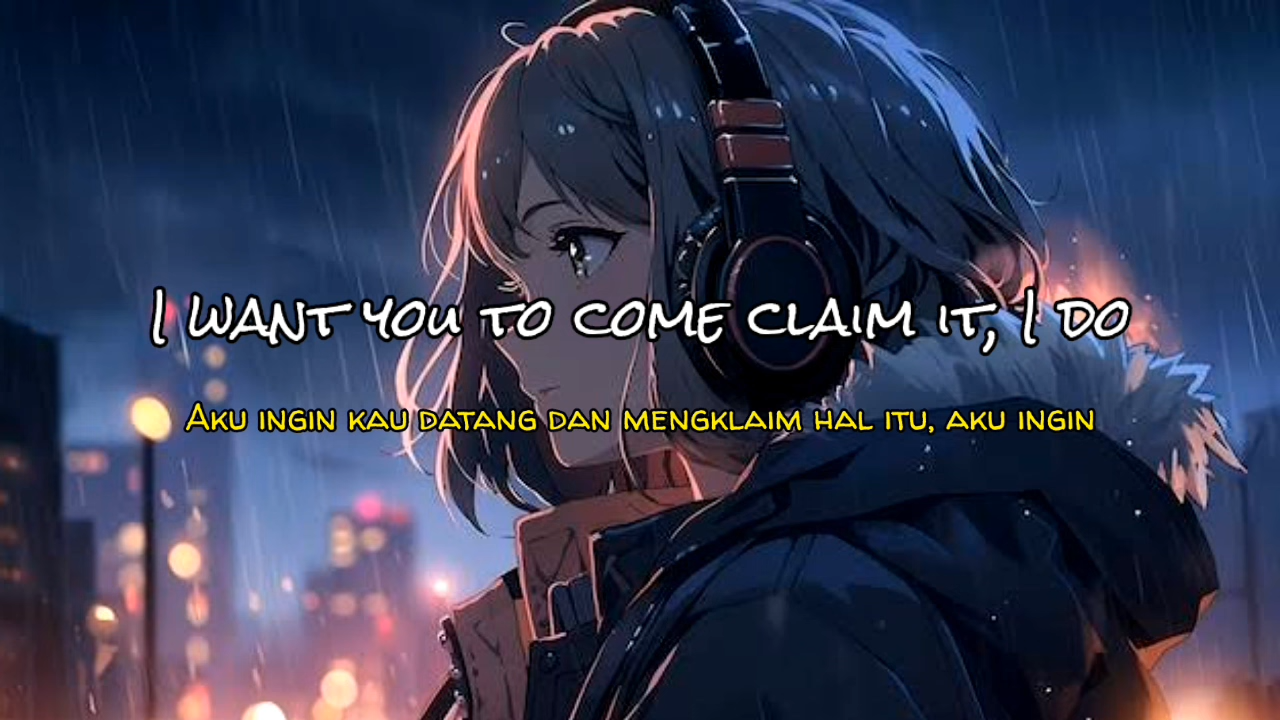 I want you to come claim it, I do
Aku ingin kau datang dan mengklaim hal itu, aku ingin